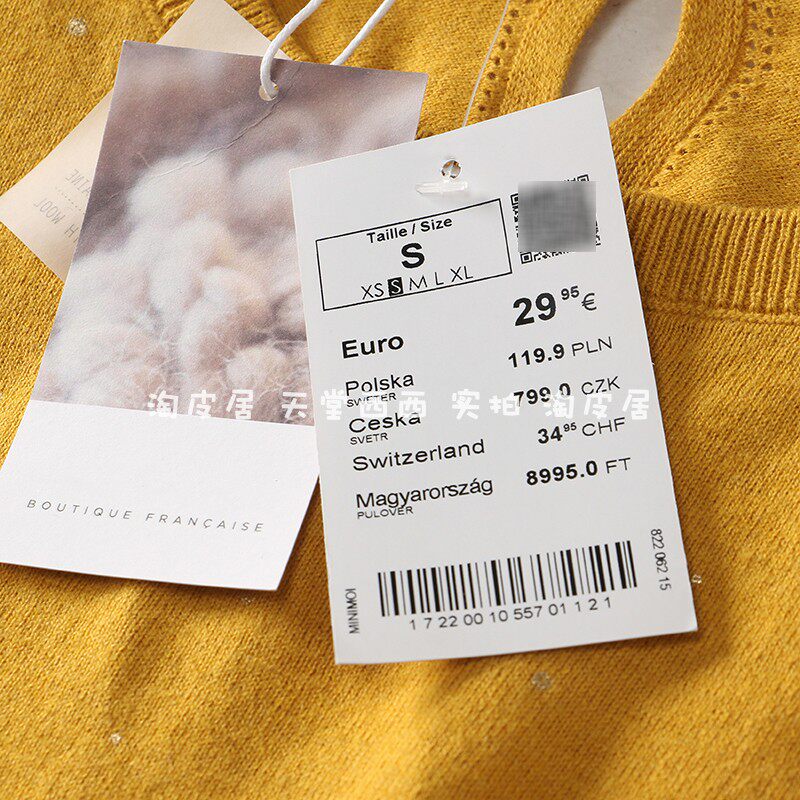 Taille / Size
S
XS S M L XL
29 95 €
Euro
119.9 PLN
Polska
SWETER
799.0 CZK
Ceska
SVETR
34 95 CHF
Switzerland
8995.0 FT
Magyarország
PULOVER
822 062 15
MINIMOI
1 7 22 00 10 557 01 1 2 1
BOUTIQUE FRANÇAISE
淘皮居 天堂西西 实拍 淘皮居